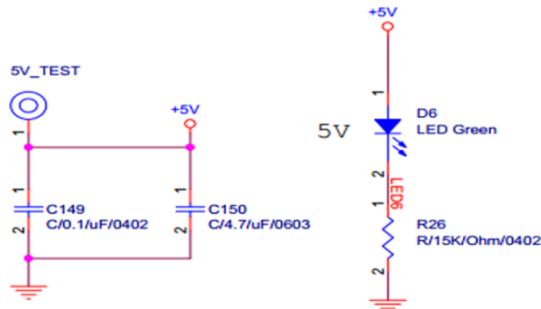 5V_TEST
1
+5V
1
C149
C/0.1/uF/0402
2
1
C150
C/4.7/uF/0603
2
+5V
1
5V
D6
LED Green
2
LED6
1
R26
R/15K/Ohm/0402
2